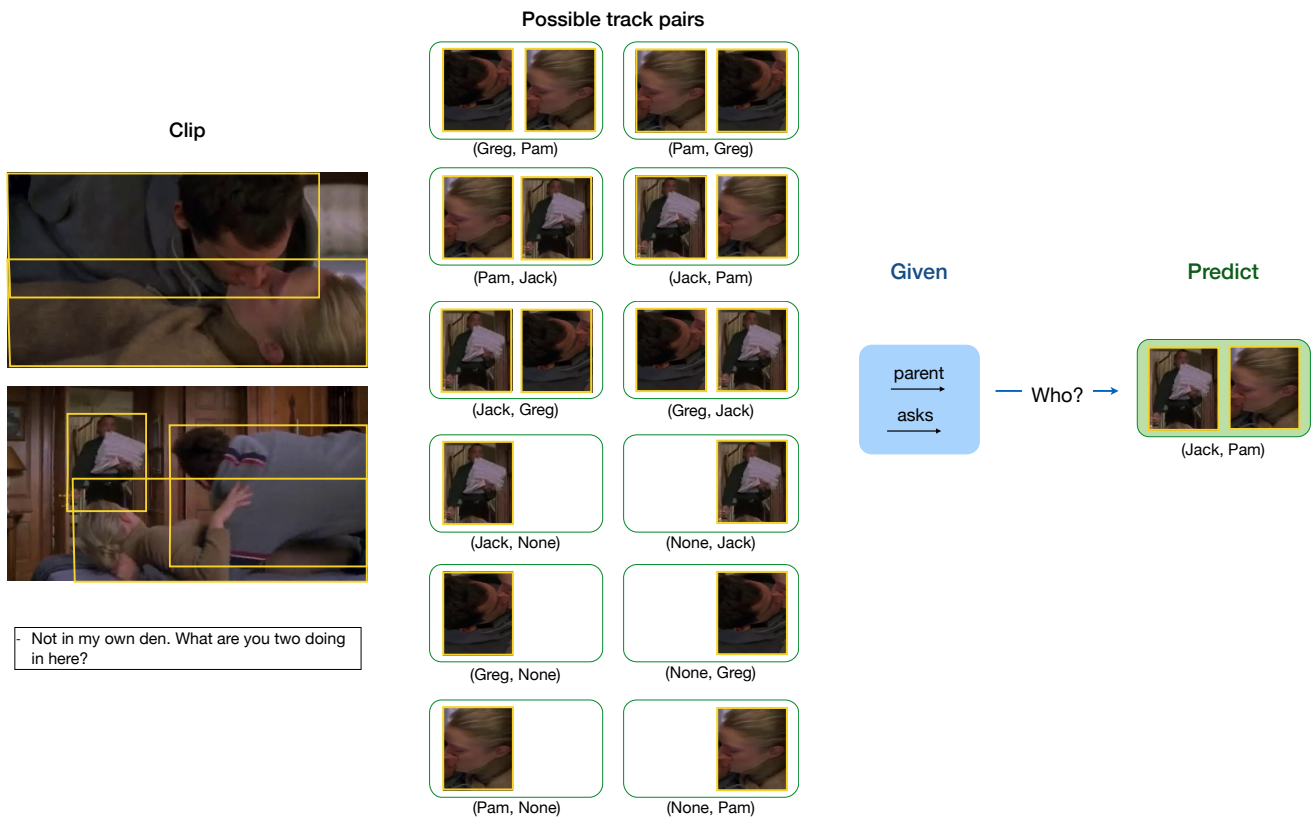 Possible track pairs
Clip
(Greg, Pam)
(Pam, Greg)
(Pam, Jack)
(Jack, Pam)
(Jack, Greg)
(Greg, Jack)
(Jack, None)
(None, Jack)
(Greg, None)
(None, Greg)
(Pam, None)
(None, Pam)
- Not in my own den. What are you two doing
in here?
Given
parent
asks
Who?
Predict
(Jack, Pam)